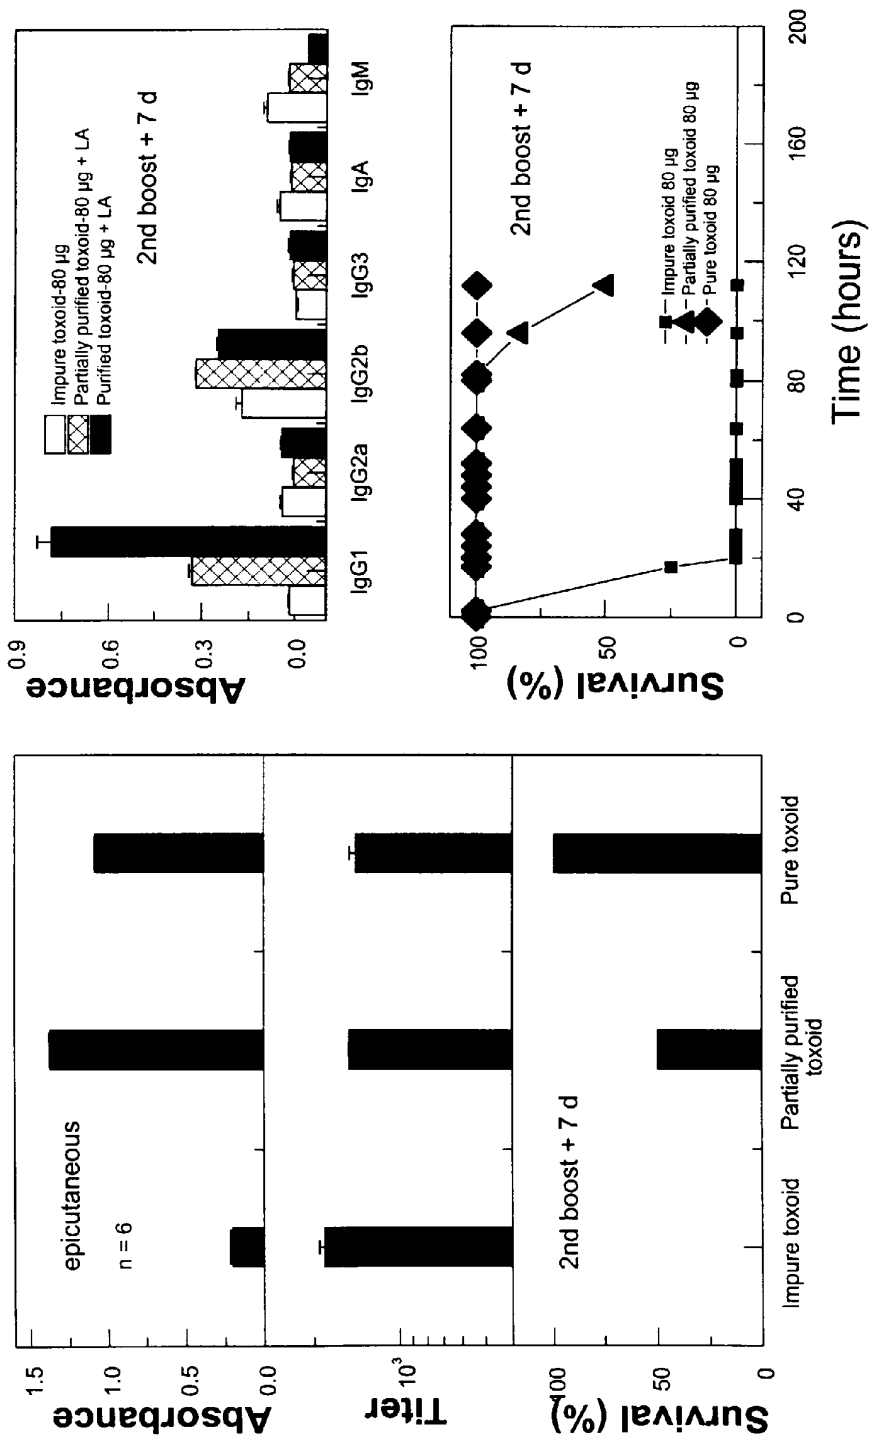 Absorbance
1.5
1.0
0.5
0.0
epicutaneous
n = 6
Titer
10³
Survival (%)
100
50
0
2nd boost + 7 d
Impure toxoid
Partially purified
toxoid
Pure toxoid
Absorbance
0.9
0.6
0.3
0.0
Impure toxoid-80 µg
Partially purified toxoid-80 µg + LA
Purified toxoid-80 µg + LA
2nd boost + 7 d
IgG1
IgG2a
IgG2b
IgG3
IgA
IgM
Survival (%)
100
50
0
2nd boost + 7 d
Impure toxoid 80 µg
Partially purified toxoid 80 µg
Pure toxoid 80 µg
0
40
80
120
160
200
Time (hours)